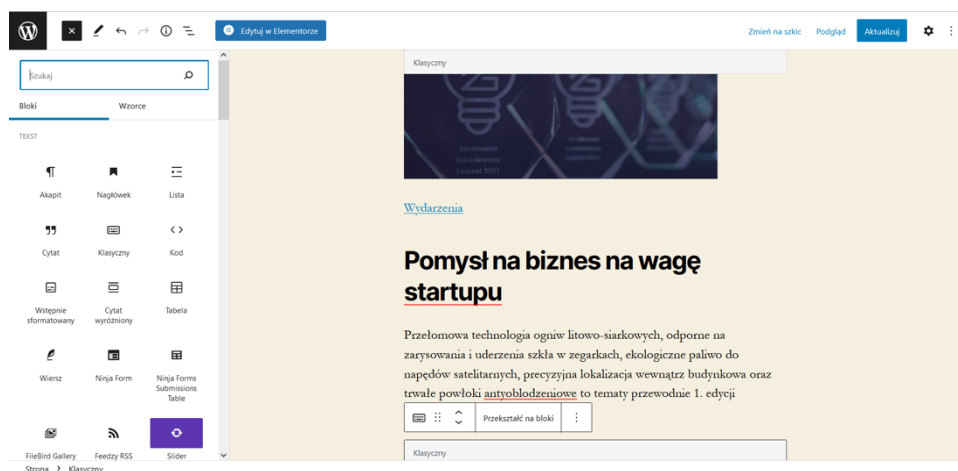 Edytuj w Elementorze
Zmień na szkic
Podgląd
Aktualizuj
Szukaj
Bloki
Wzorce
TEKST
Akapit
Nagłówek
Lista
Cytat
Klasyczny
Kod
Wstępnie
sformatowany
Cytat
wyróżniony
Tabela
Wiersz
Ninja Form
Ninja Forms
Submissions
Table
FileBird Gallery
Feedzy RSS
Slider
Strona > Klasyczny
Klasyczny
Akcelerator
Łukasiewicza
Laureat 2021
Wydarzenia
Pomysł na biznes na wagę
startupu
Przełomowa technologia ogniw litowo-siarkowych, odporne na
zarysowania i uderzenia szkła w zegarkach, ekologiczne paliwo do
napędów satelitarnych, precyzyjna lokalizacja wewnątrz budynkowa oraz
trwałe powłoki antyoblodzeniowe to tematy przewodnie 1. edycji
Przekształć na bloki
Klasyczny